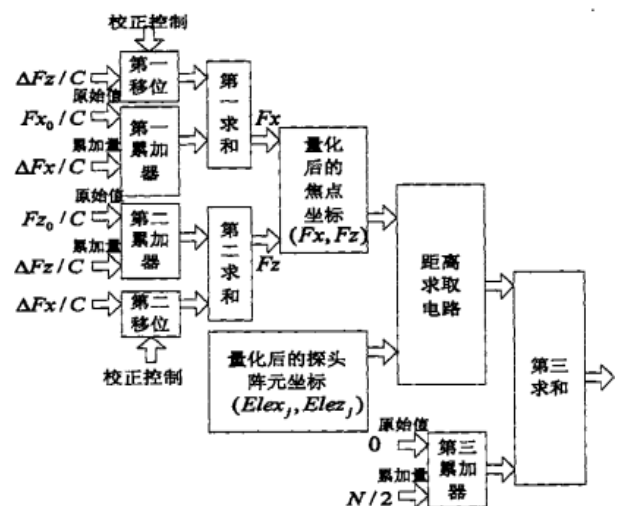 校正控制
ΔFz/C
第一移位
原始值
Fx₀/C
第一累加器
累加量
ΔFx/C
第一求和
Fx
原始值
Fz₀/C
第二累加器
累加量
ΔFz/C
第二求和
Fz
ΔFx/C
第二移位
校正控制
量化
后的
焦点
坐标
(Fx,Fz)
量化后的探头
阵元坐标
(Elexⱼ,Elezⱼ)
距离
求取
电路
原始值
0
第三累加器
累加量
N/2
第三
求和